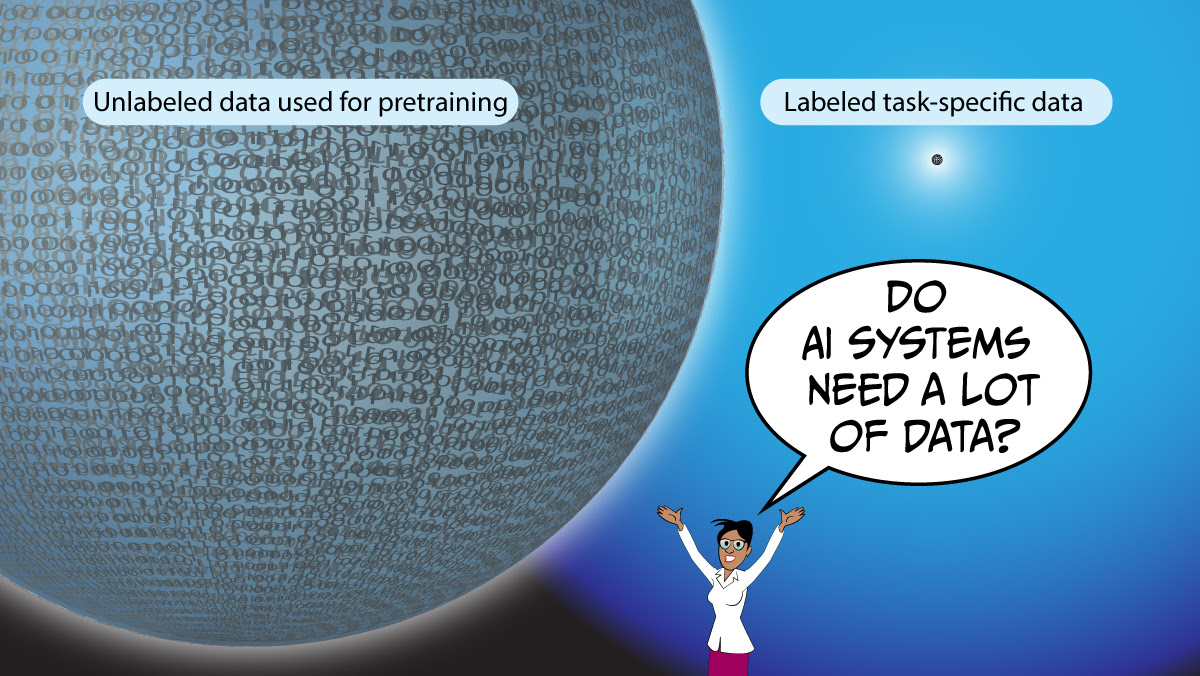 Unlabeled data used for pretraining
Labeled task-specific data
DO
AI SYSTEMS
NEED A LOT
OF DATA?